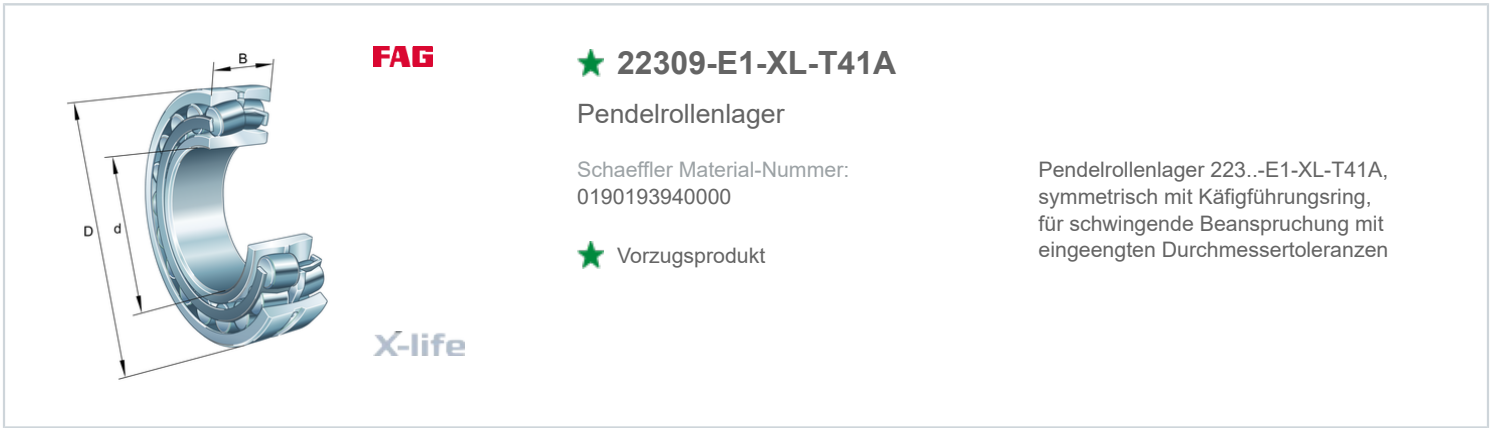 B
D
d
FAG
X-life
22309-E1-XL-T41A
Pendelrollenlager
Schaeffler Material-Nummer:
0190193940000
Vorzugsprodukt
Pendelrollenlager 223..-E1-XL-T41A,
symmetrisch mit Käfigführungsring,
für schwingende Beanspruchung mit
eingeengten Durchmessertoleranzen